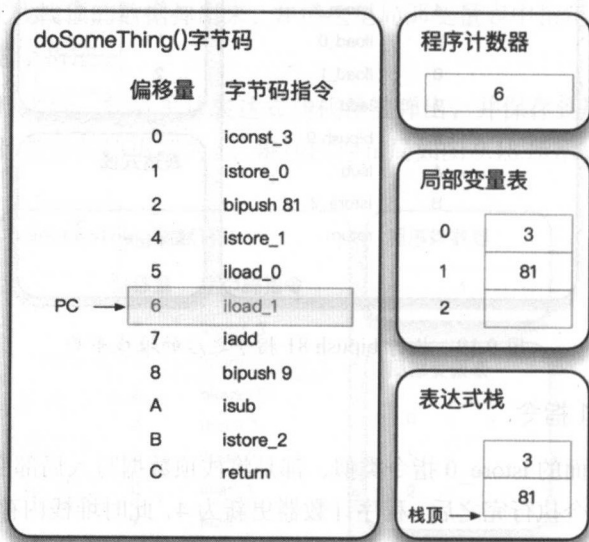 doSomeThing()字节码
偏移量 字节码指令
0 iconst_3
1 istore_0
2 bipush 81
4 istore_1
5 iload_0
PC 6 iload_1
7 iadd
8 bipush 9
A isub
B istore_2
C return
程序计数器
6
局部变量表
0 3
1 81
2
表达式栈
3
81
栈顶